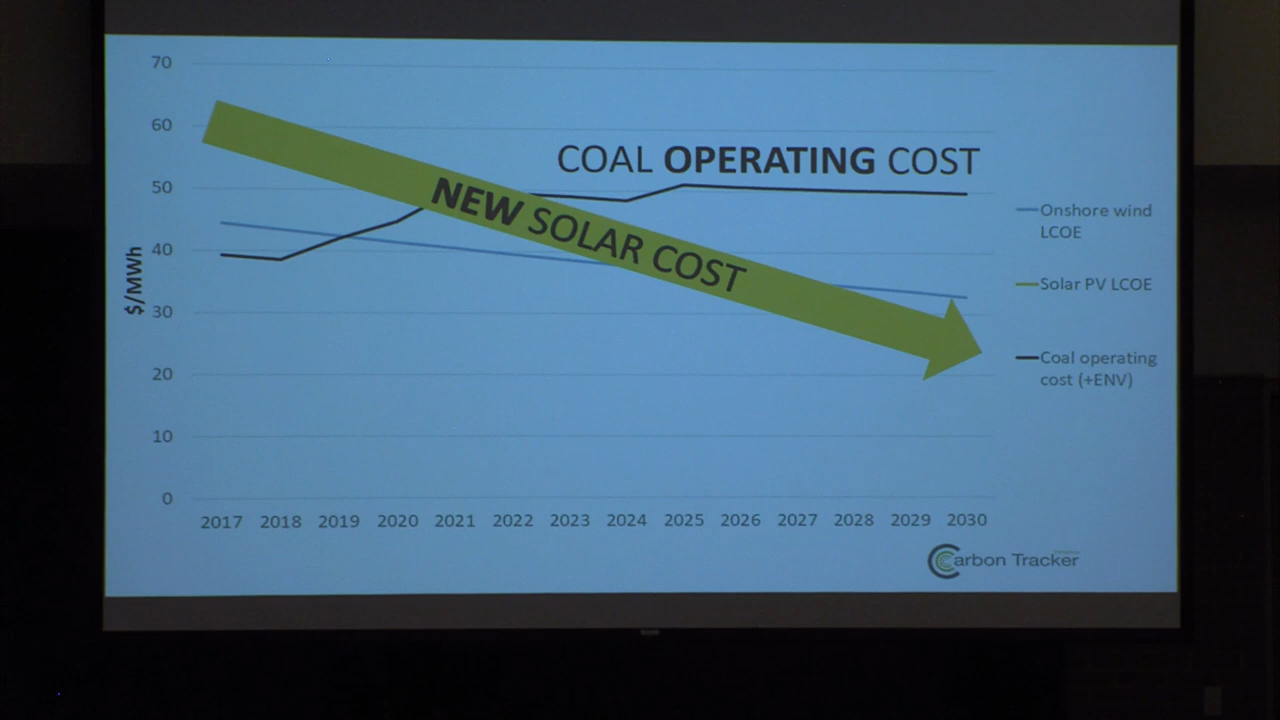 70
60
50
40
30
20
10
0
$/MWh
COAL OPERATING COST
NEW SOLAR COST
Onshore wind
LCOE
Solar PV LCOE
Coal operating
cost (+ENV)
2017 2018 2019 2020 2021 2022 2023 2024 2025 2026 2027 2028 2029 2030
Carbon Tracker